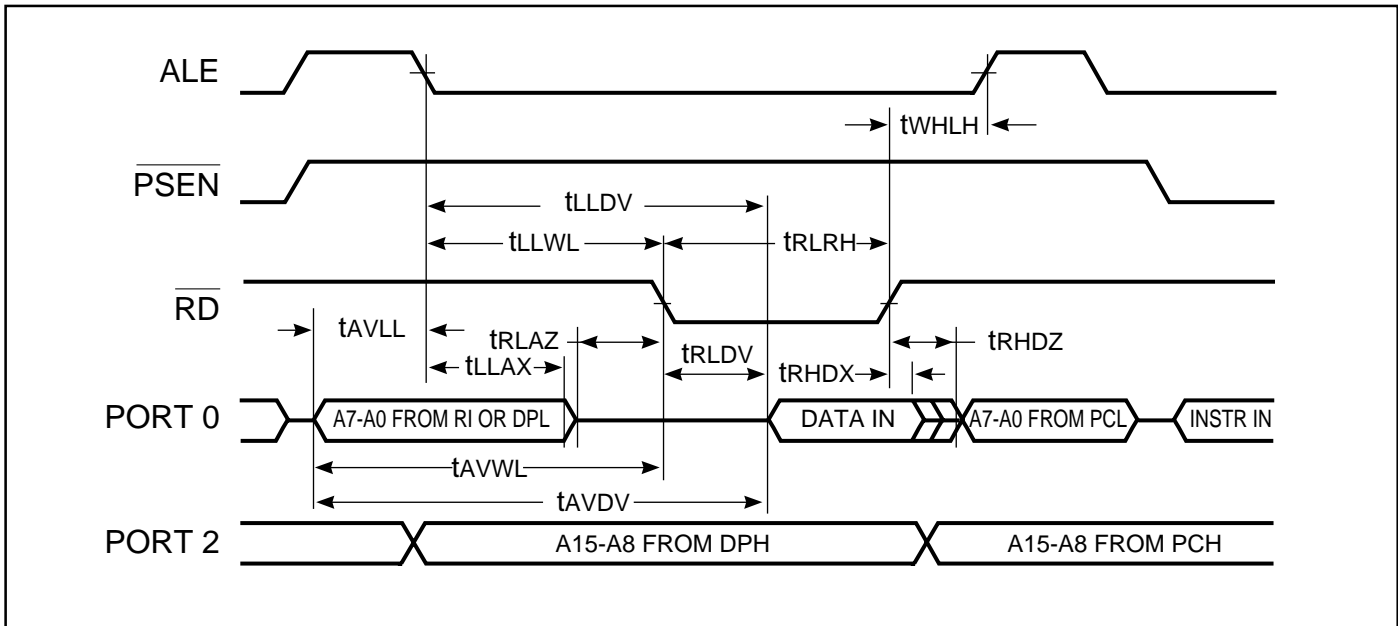 ALE
tWHLH
PSEN
tLLDV
tLLWL
tRLRH
RD
tAVLL
tRLAZ
tRLDV
tRHDZ
tLLAX
tRHDX
PORT 0
A7-A0 FROM RI OR DPL
DATA IN
A7-A0 FROM PCL
INSTR IN
tAVWL
tAVDV
PORT 2
A15-A8 FROM DPH
A15-A8 FROM PCH